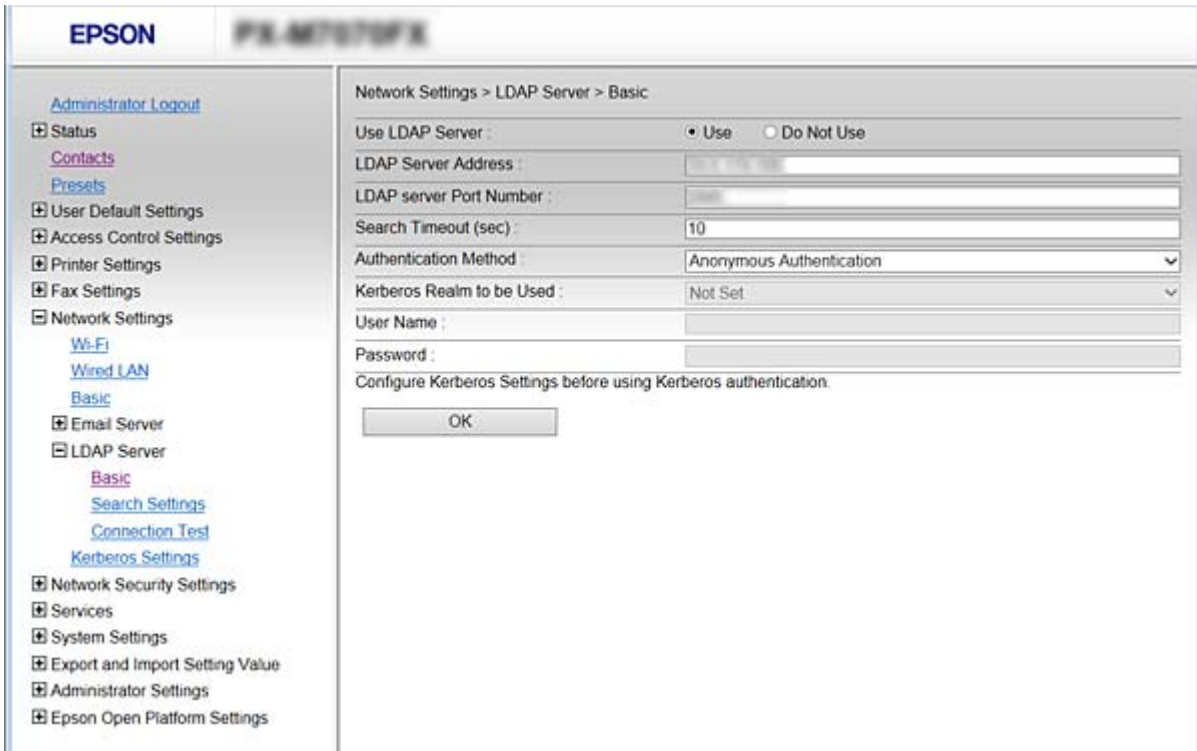 EPSON
Administrator Logout
Status
Contacts
Presets
User Default Settings
Access Control Settings
Printer Settings
Fax Settings
Network Settings
Wi-Fi
Wired LAN
Basic
Email Server
LDAP Server
Basic
Search Settings
Connection Test
Kerberos Settings
Network Security Settings
Services
System Settings
Export and Import Setting Value
Administrator Settings
Epson Open Platform Settings
Network Settings > LDAP Server > Basic
Use LDAP Server : Use Do Not Use
LDAP Server Address :
LDAP server Port Number :
Search Timeout (sec) : 10
Authentication Method : Anonymous Authentication
Kerberos Realm to be Used : Not Set
User Name :
Password :
Configure Kerberos Settings before using Kerberos authentication.
OK